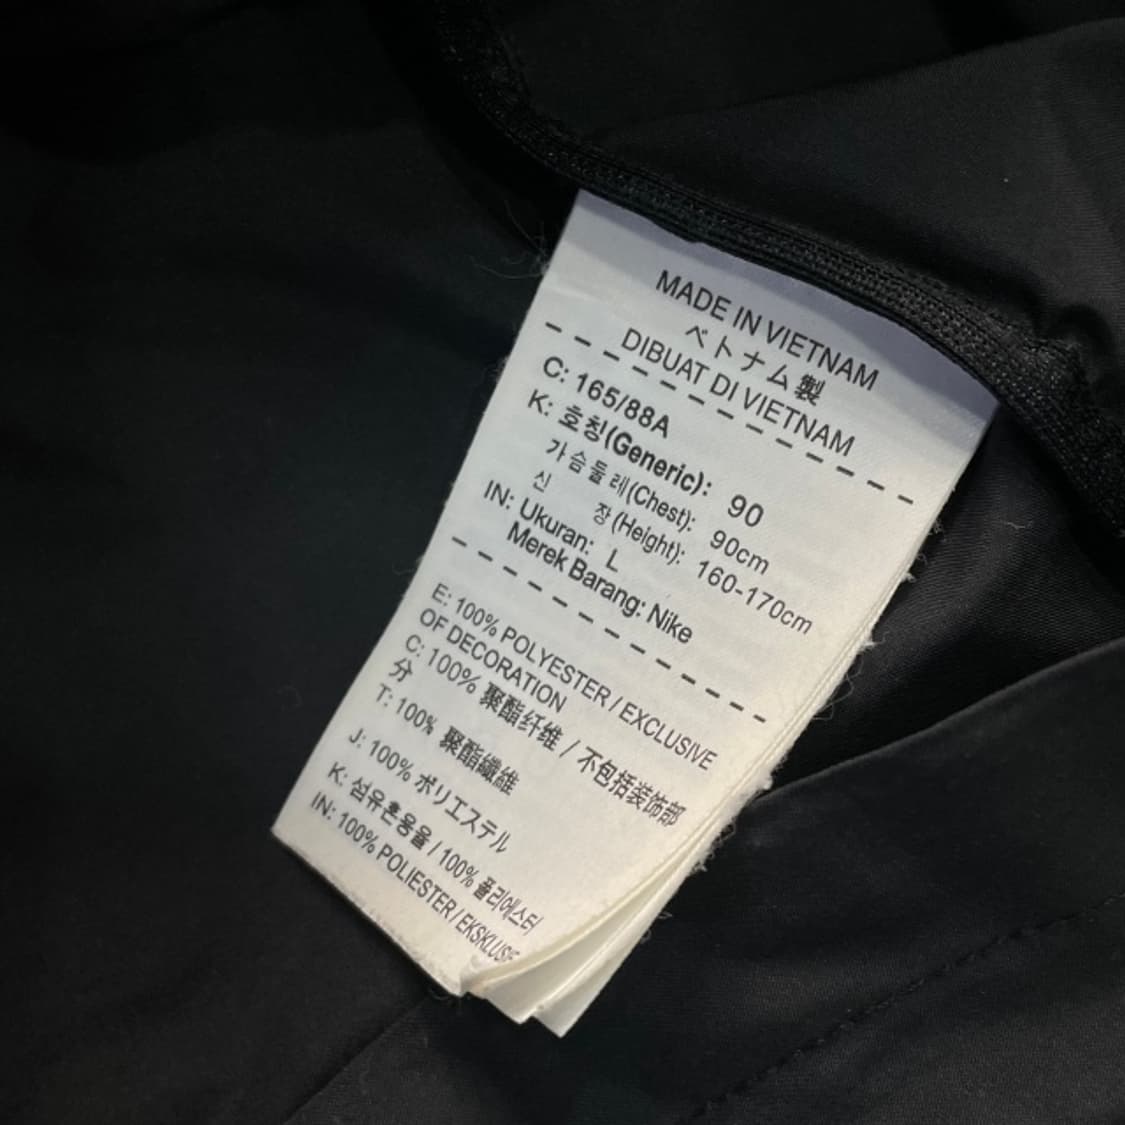 MADE IN VIETNAM
ベトナム製
DIBUAT DI VIETNAM
C: 165/88A
K: 호칭(Generic): 90
가슴둘레(Chest): 90cm
신 장(Height): 160-170cm
IN: Ukuran: L
Merek Barang: Nike
E: 100% POLYESTER / EXCLUSIVE
OF DECORATION
C: 100% 聚酯纤维 / 不包括装饰部
分
T: 100% 聚酯纖維
J: 100% ポリエステル
K: 섬유혼용율 / 100% 폴리에스터
IN: 100% POLIESTER / EKSKLUSIF